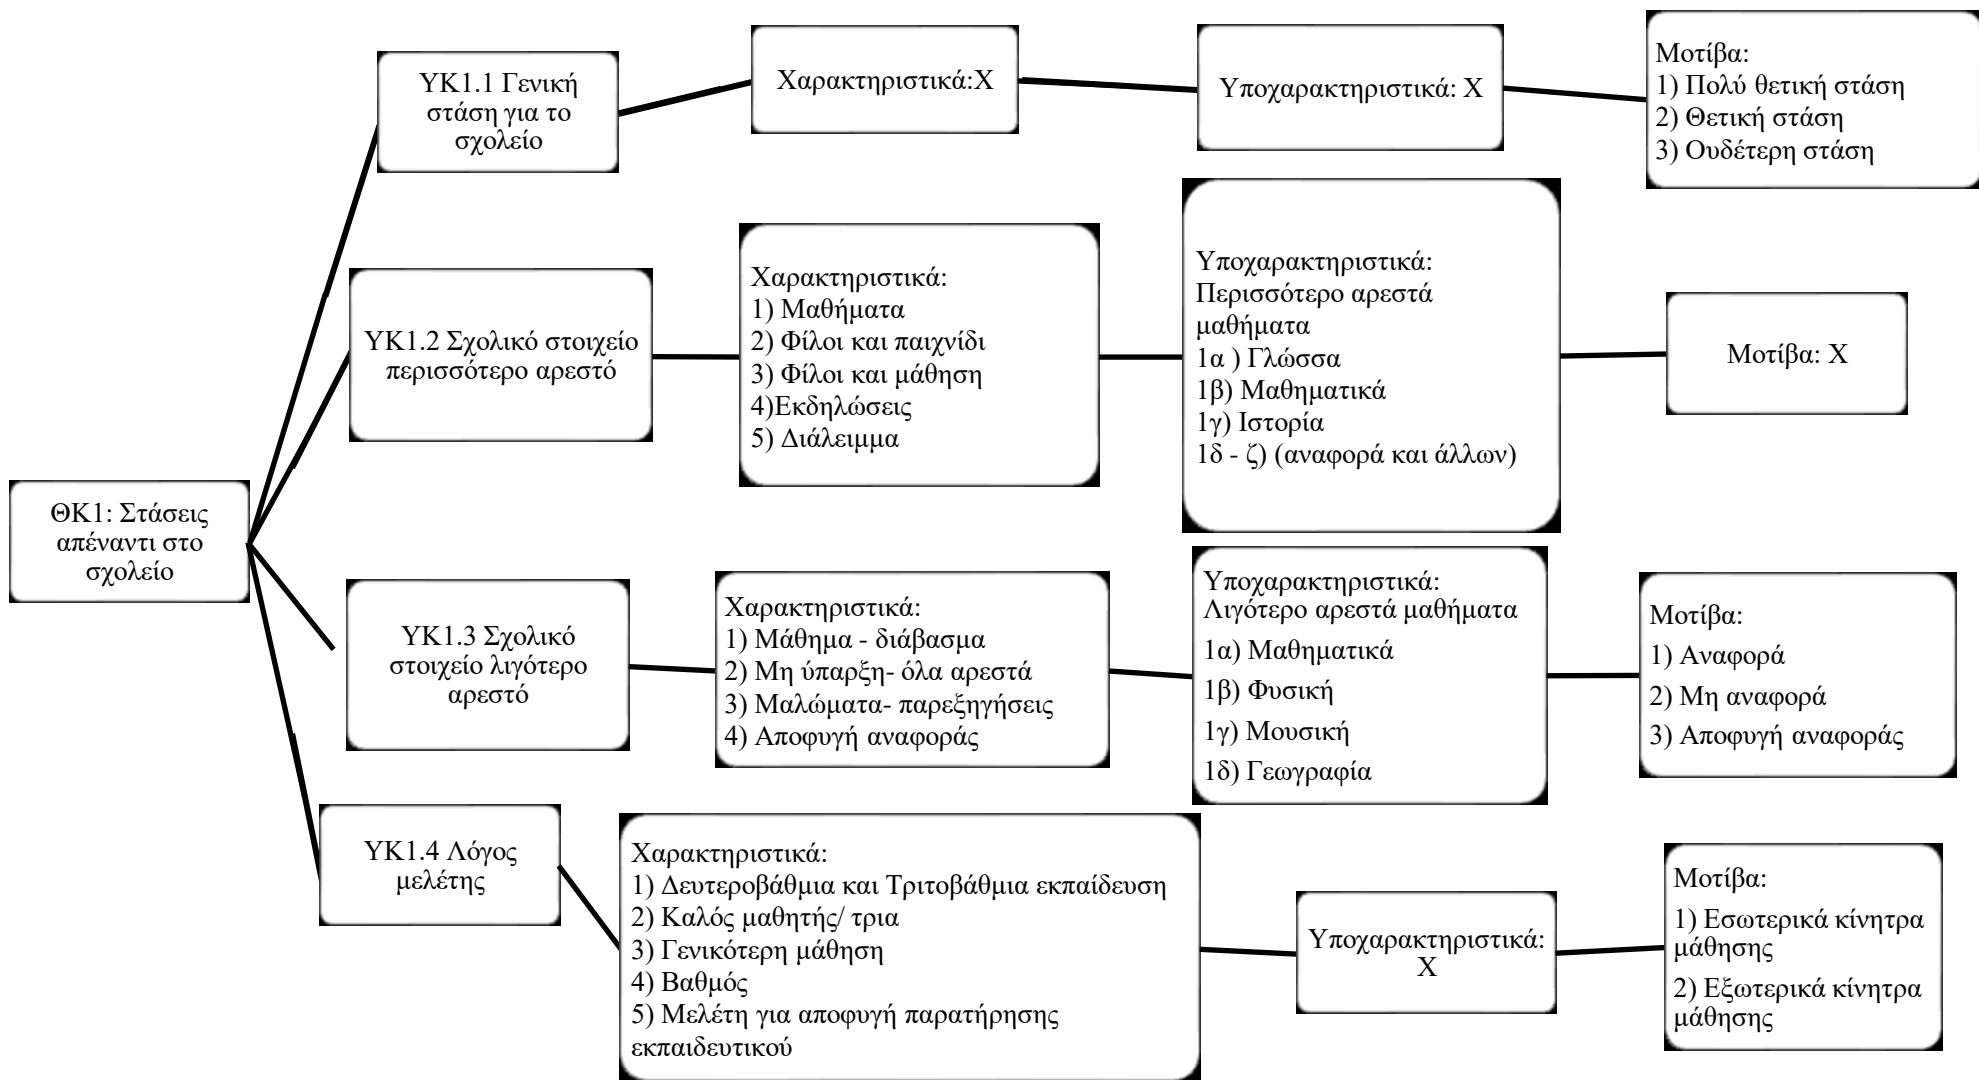 ΘΚ1: Στάσεις
απέναντι στο
σχολείο
ΥΚ1.1 Γενική
στάση για το
σχολείο
Χαρακτηριστικά:Χ
Υποχαρακτηριστικά: Χ
Μοτίβα:
1) Πολύ θετική στάση
2) Θετική στάση
3) Ουδέτερη στάση
ΥΚ1.2 Σχολικό στοιχείο
περισσότερο αρεστό
Χαρακτηριστικά:
1) Μαθήματα
2) Φίλοι και παιχνίδι
3) Φίλοι και μάθηση
4)Εκδηλώσεις
5) Διάλειμμα
Υποχαρακτηριστικά:
Περισσότερο αρεστά
μαθήματα
1α ) Γλώσσα
1β) Μαθηματικά
1γ) Ιστορία
1δ - ζ) (αναφορά και άλλων)
Μοτίβα: Χ
ΥΚ1.3 Σχολικό
στοιχείο λιγότερο
αρεστό
Χαρακτηριστικά:
1) Μάθημα - διάβασμα
2) Μη ύπαρξη- όλα αρεστά
3) Μαλώματα- παρεξηγήσεις
4) Αποφυγή αναφοράς
Υποχαρακτηριστικά:
Λιγότερο αρεστά μαθήματα
1α) Μαθηματικά
1β) Φυσική
1γ) Μουσική
1δ) Γεωγραφία
Μοτίβα:
1) Αναφορά
2) Μη αναφορά
3) Αποφυγή αναφοράς
ΥΚ1.4 Λόγος
μελέτης
Χαρακτηριστικά:
1) Δευτεροβάθμια και Τριτοβάθμια εκπαίδευση
2) Καλός μαθητής/ τρια
3) Γενικότερη μάθηση
4) Βαθμός
5) Μελέτη για αποφυγή παρατήρησης
εκπαιδευτικού
Υποχαρακτηριστικά:
Χ
Μοτίβα:
1) Εσωτερικά κίνητρα
μάθησης
2) Εξωτερικά κίνητρα
μάθησης